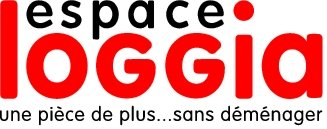 espace
loGGia
une pièce de plus...sans déménager